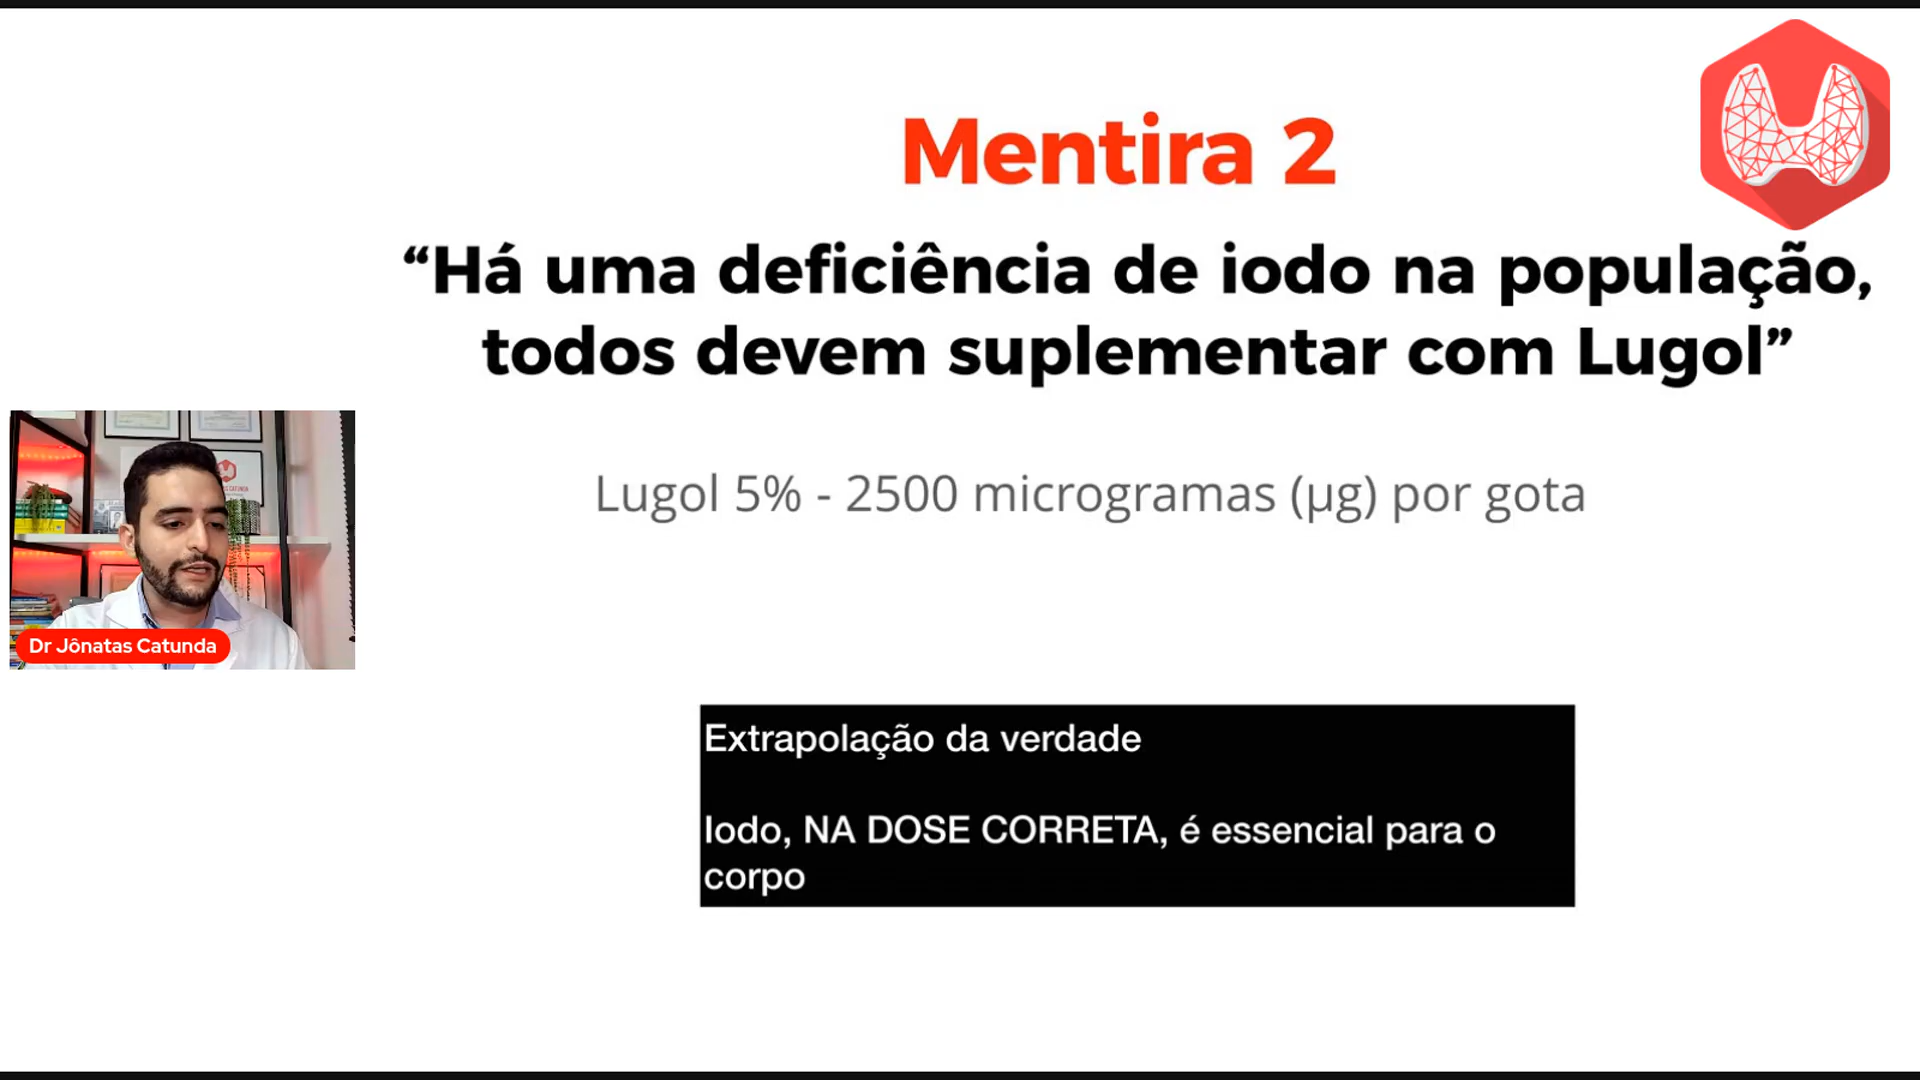 Mentira 2
“Há uma deficiência de iodo na população,
todos devem suplementar com Lugol”
Lugol 5% - 2500 microgramas (µg) por gota
Dr Jônatas Catunda
Extrapolação da verdade
Iodo, NA DOSE CORRETA, é essencial para o
corpo